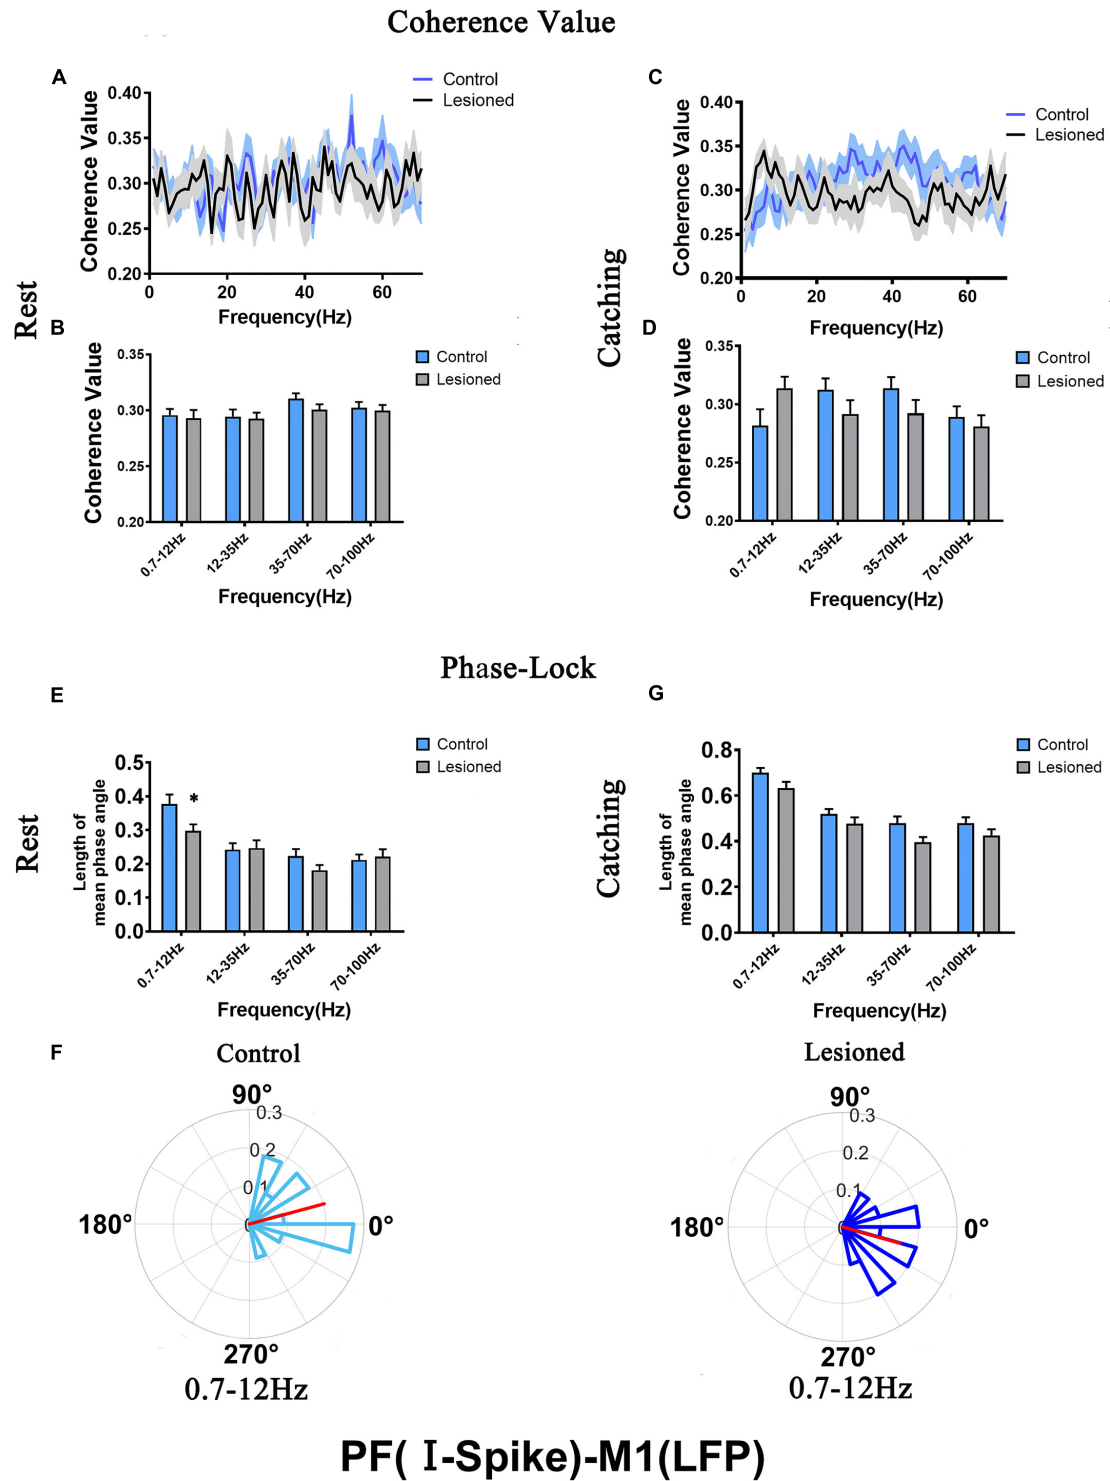 Coherence Value
A
Control
Lesioned
Coherence Value
0.40
0.35
0.30
0.25
0.20
0
20
40
60
Frequency(Hz)
C
Control
Lesioned
Coherence Value
0.40
0.35
0.30
0.25
0.20
0
20
40
60
Frequency(Hz)
Rest
Catching
B
Control
Lesioned
Coherence Value
0.35
0.30
0.25
0.20
0.7-12Hz
12-35Hz
35-70Hz
70-100Hz
Frequency(Hz)
D
Control
Lesioned
Coherence Value
0.35
0.30
0.25
0.20
0.7-12Hz
12-35Hz
35-70Hz
70-100Hz
Frequency(Hz)
Phase-Lock
E
Control
Lesioned
Rest
Length of
mean phase angle
0.5
0.4
0.3
0.2
0.1
0.0
*
0.7-12Hz
12-35Hz
35-70Hz
70-100Hz
Frequency(Hz)
G
Control
Lesioned
Catching
Length of
mean phase angle
0.8
0.6
0.4
0.2
0.0
0.7-12Hz
12-35Hz
35-70Hz
70-100Hz
Frequency(Hz)
F
Control
90°
0.3
0.2
0.1
0
180°
0°
270°
0.7-12Hz
Lesioned
90°
0.3
0.2
0.1
0
180°
0°
270°
0.7-12Hz
PF( Ⅰ-Spike)-M1(LFP)